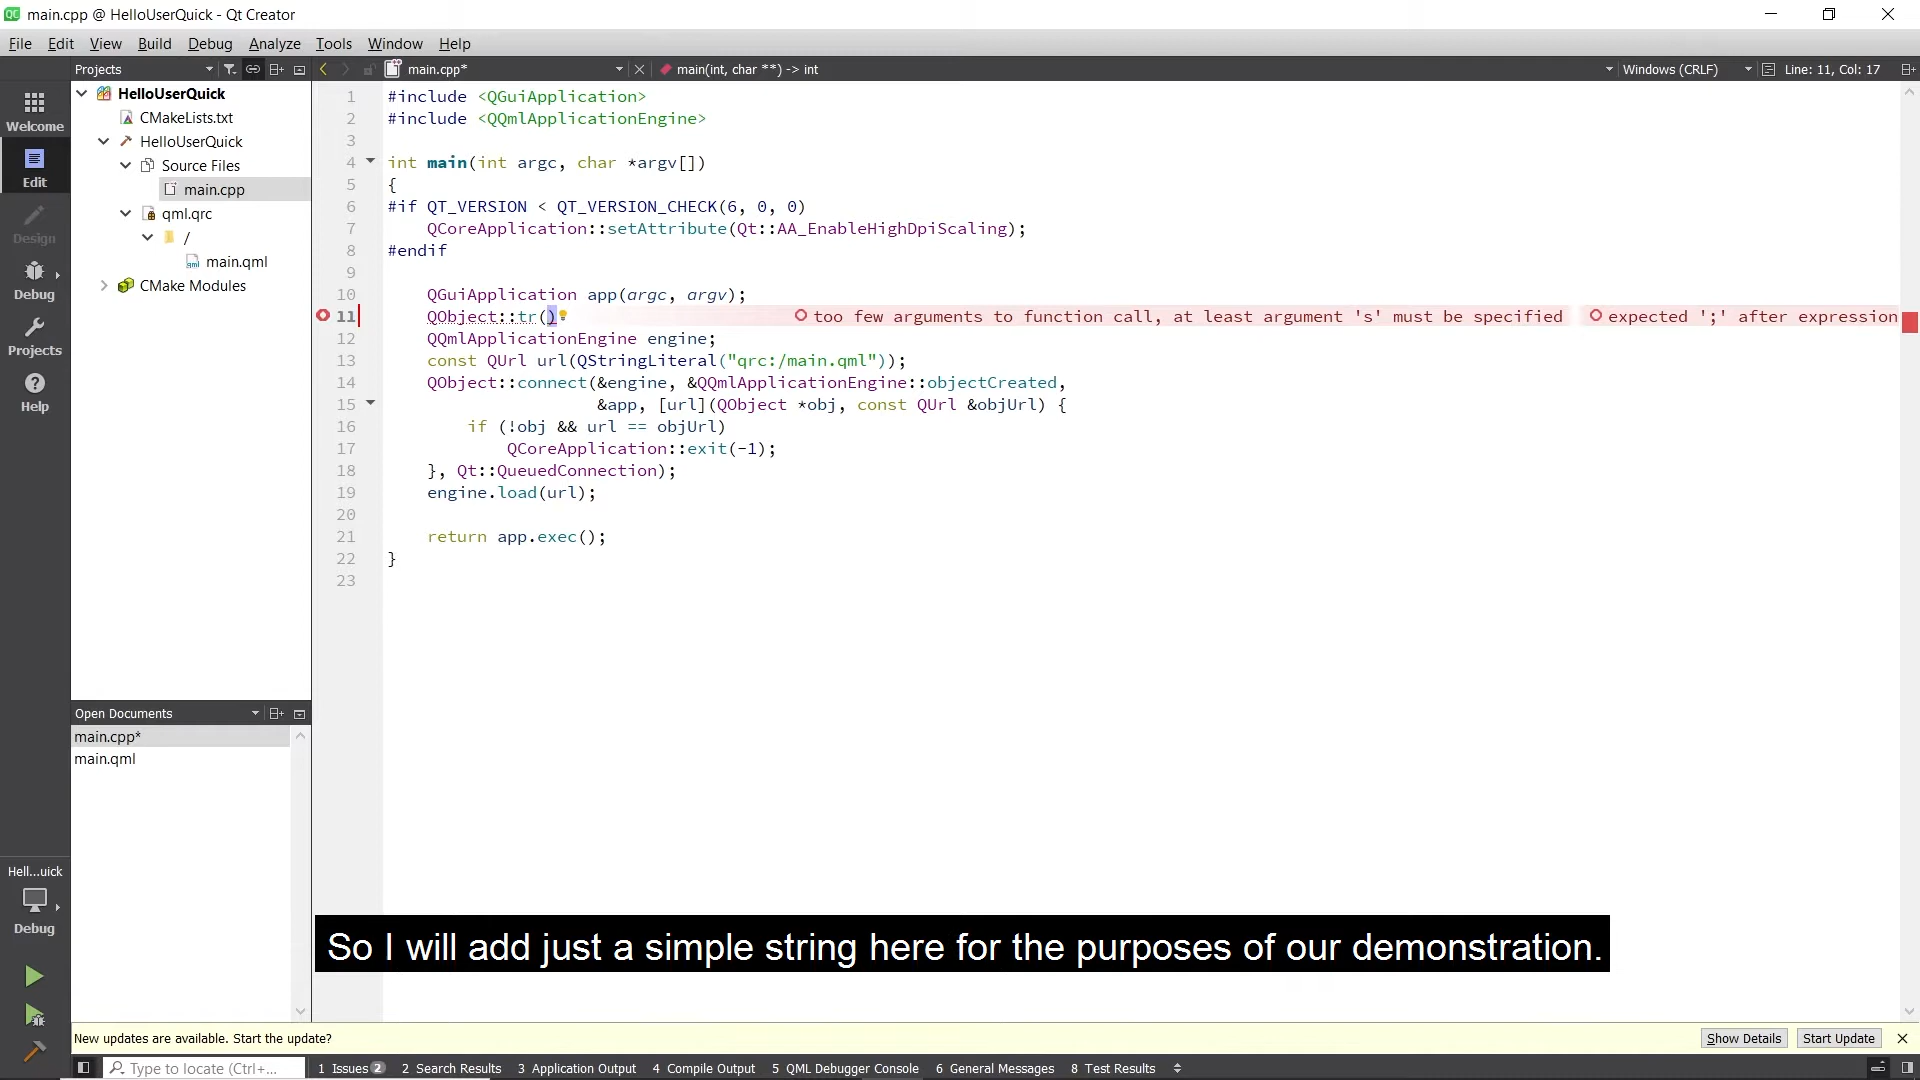 main.cpp @ HelloUserQuick - Qt Creator
File Edit View Build Debug Analyze Tools Window Help
Projects
main.cpp*
main(int, char **) -> int
Windows (CRLF)
Line: 11, Col: 17
Welcome
Edit
Design
Debug
Projects
Help
HelloUserQuick
CMakeLists.txt
HelloUserQuick
Source Files
main.cpp
qml.qrc
/
main.qml
CMake Modules
1 #include <QGuiApplication>
2 #include <QQmlApplicationEngine>
3
4 int main(int argc, char *argv[])
5 {
6 #if QT_VERSION < QT_VERSION_CHECK(6, 0, 0)
7 QCoreApplication::setAttribute(Qt::AA_EnableHighDpiScaling);
8 #endif
9
10 QGuiApplication app(argc, argv);
11 QObject::tr() too few arguments to function call, at least argument 's' must be specified expected ';' after expression
12 QQmlApplicationEngine engine;
13 const QUrl url(QStringLiteral("qrc:/main.qml"));
14 QObject::connect(&engine, &QQmlApplicationEngine::objectCreated,
15 &app, [url](QObject *obj, const QUrl &objUrl) {
16 if (!obj && url == objUrl)
17 QCoreApplication::exit(-1);
18 }, Qt::QueuedConnection);
19 engine.load(url);
20
21 return app.exec();
22 }
23
Open Documents
main.cpp*
main.qml
Hell...uick
Debug
So I will add just a simple string here for the purposes of our demonstration.
New updates are available. Start the update?
Show Details
Start Update
Type to locate (Ctrl+...
1 Issues 2
2 Search Results
3 Application Output
4 Compile Output
5 QML Debugger Console
6 General Messages
8 Test Results